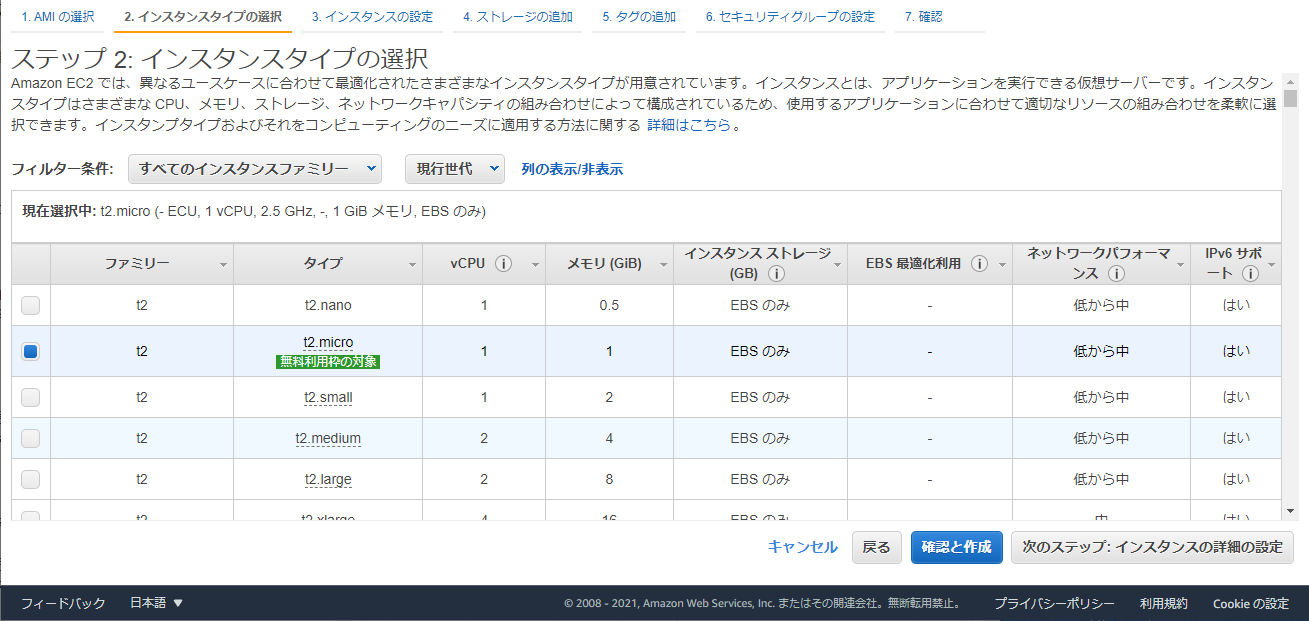 1. AMI の選択 2. インスタンスタイプの選択 3. インスタンスの設定 4. ストレージの追加 5. タグの追加 6. セキュリティグループの設定 7. 確認
ステップ 2: インスタンスタイプの選択
Amazon EC2 では、異なるユースケースに合わせて最適化されたさまざまなインスタンスタイプが用意されています。インスタンスとは、アプリケーションを実行できる仮想サーバーです。インスタン
スタイプはさまざまな CPU、メモリ、ストレージ、ネットワークキャパシティの組み合わせによって構成されているため、使用するアプリケーションに合わせて適切なリソースの組み合わせを柔軟に選
択できます。インスタンプタイプおよびそれをコンピューティングのニーズに適用する方法に関する 詳細はこちら。
フィルター条件: すべてのインスタンスファミリー 現行世代 列の表示/非表示
現在選択中: t2.micro (- ECU, 1 vCPU, 2.5 GHz, -, 1 GiB メモリ, EBS のみ)
ファミリー タイプ vCPU メモリ (GiB) インスタンス ストレージ (GB) EBS 最適化利用 ネットワークパフォーマンス IPv6 サポート
t2 t2.nano 1 0.5 EBS のみ - 低から中 はい
t2 t2.micro 無料利用枠の対象 1 1 EBS のみ - 低から中 はい
t2 t2.small 1 2 EBS のみ - 低から中 はい
t2 t2.medium 2 4 EBS のみ - 低から中 はい
t2 t2.large 2 8 EBS のみ - 低から中 はい
t2 t2.xlarge 4 16 EBS のみ - 中 はい
キャンセル 戻る 確認と作成 次のステップ: インスタンスの詳細の設定
フィードバック 日本語 © 2008 - 2021, Amazon Web Services, Inc. またはその関連会社。無断転用禁止。 プライバシーポリシー 利用規約 Cookie の設定